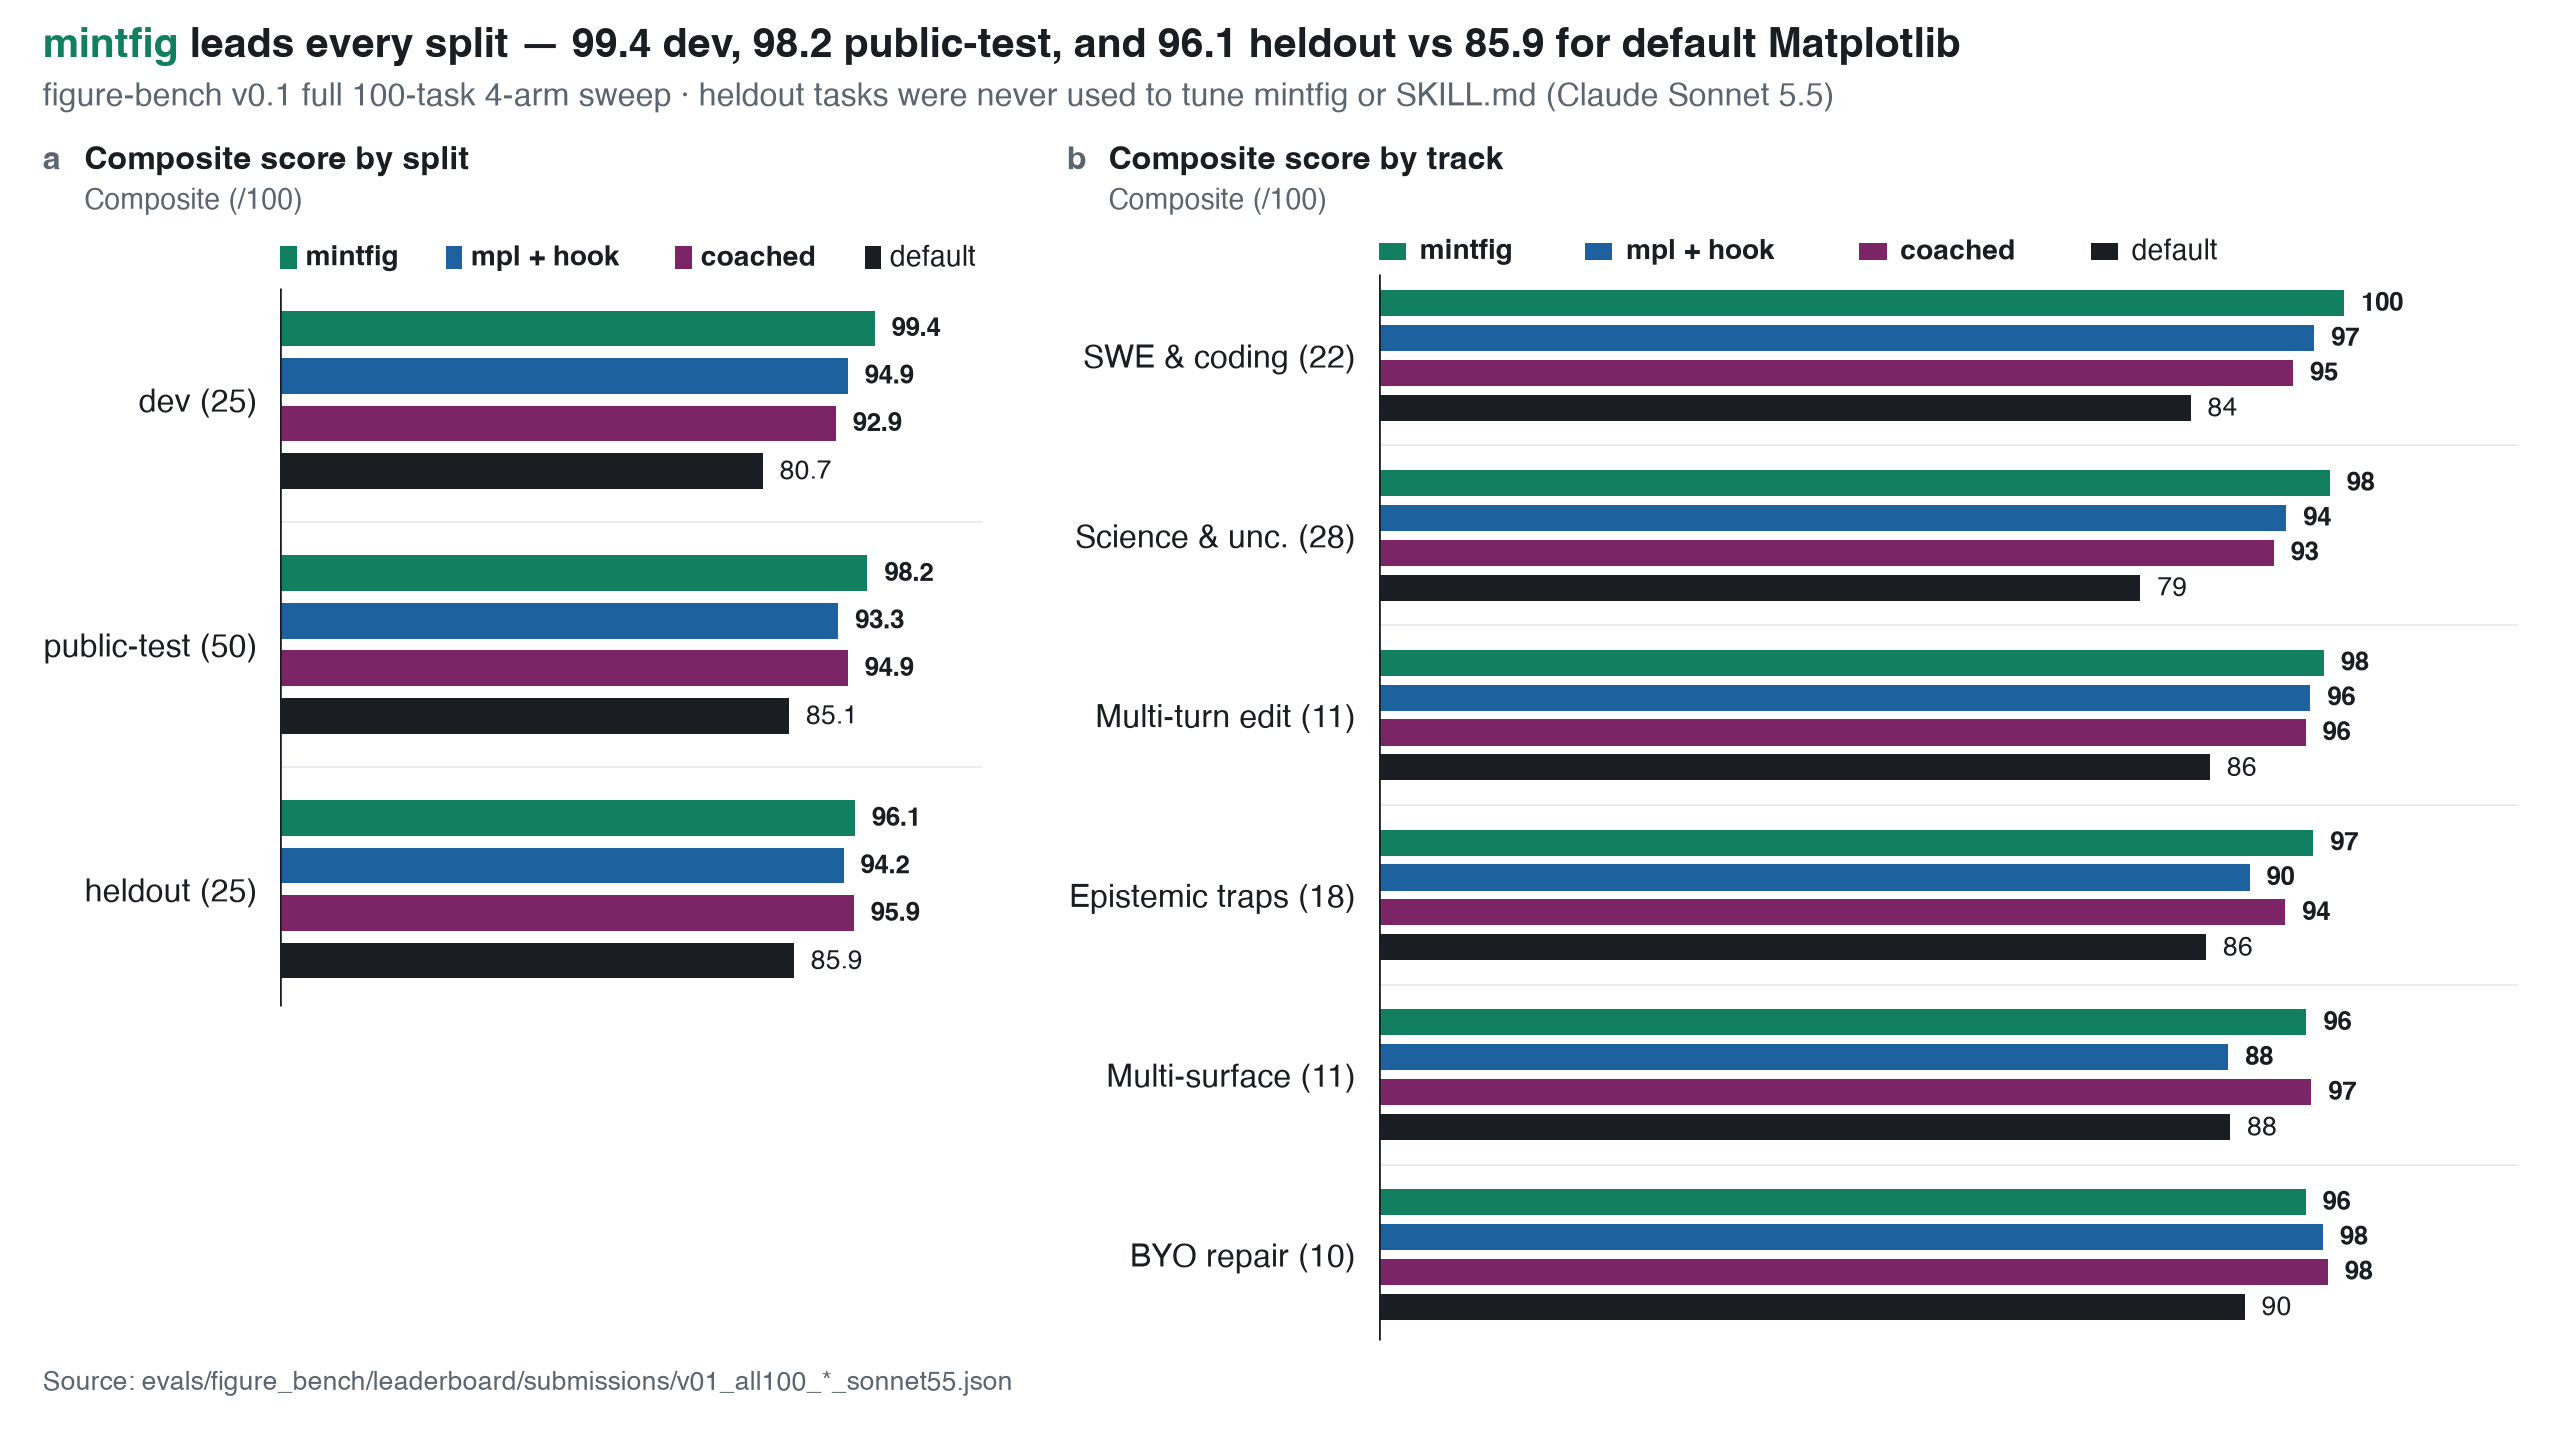 mintfig leads every split — 99.4 dev, 98.2 public-test, and 96.1 heldout vs 85.9 for default Matplotlib
figure-bench v0.1 full 100-task 4-arm sweep · heldout tasks were never used to tune mintfig or SKILL.md (Claude Sonnet 5.5)
a Composite score by split
Composite (/100)
mintfig mpl + hook coached default
dev (25)
99.4
94.9
92.9
80.7
public-test (50)
98.2
93.3
94.9
85.1
heldout (25)
96.1
94.2
95.9
85.9
b Composite score by track
Composite (/100)
mintfig mpl + hook coached default
SWE & coding (22)
100
97
95
84
Science & unc. (28)
98
94
93
79
Multi-turn edit (11)
98
96
96
86
Epistemic traps (18)
97
90
94
86
Multi-surface (11)
96
88
97
88
BYO repair (10)
96
98
98
90
Source: evals/figure_bench/leaderboard/submissions/v01_all100_*_sonnet55.json